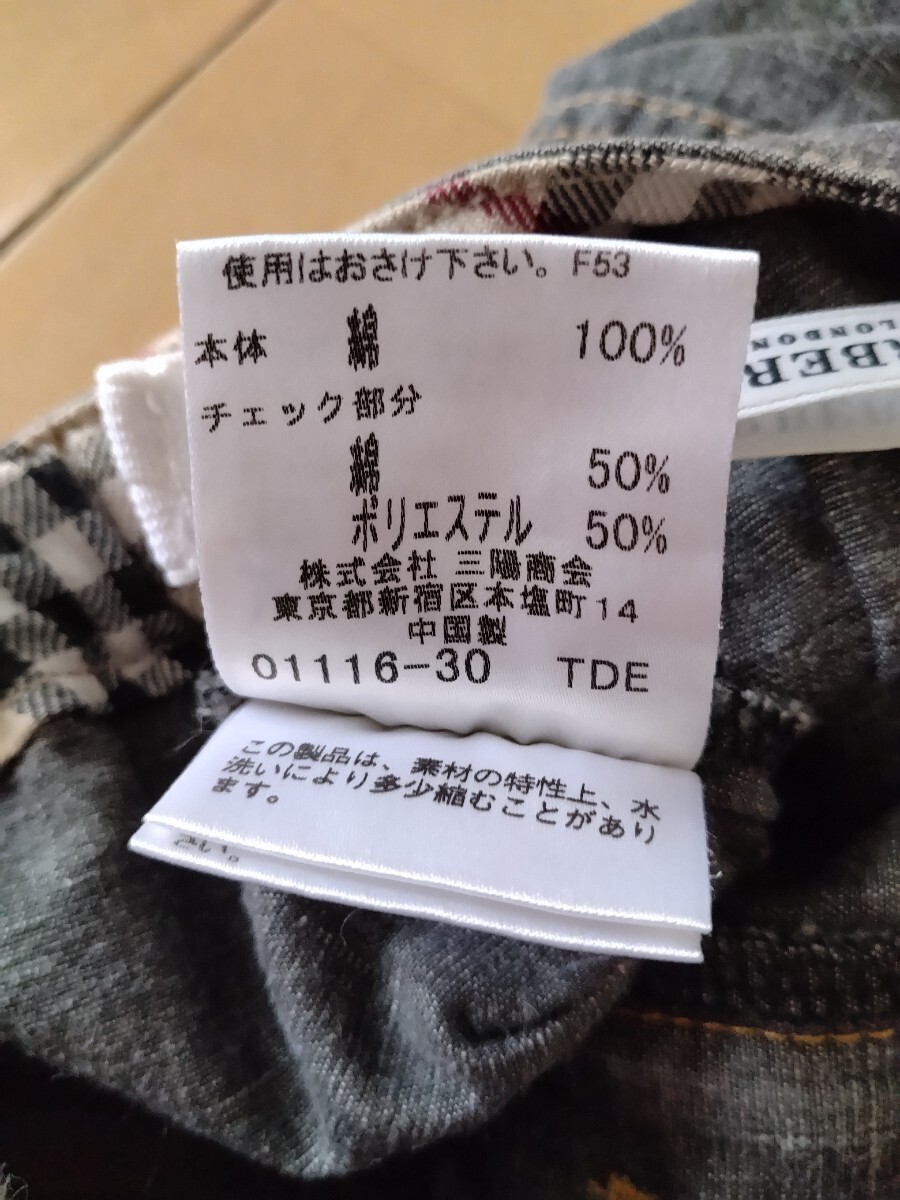 使用はおさけ下さい。F53
本体 綿 100%
チェック部分
綿 50%
ポリエステル 50%
株式会社 三陽商会
東京都新宿区本塩町14
中国製
01116-30 TDE
この製品は、素材の特性上、水
洗いにより多少縮むことがあり
ます。
さい。
RBER
LONDON